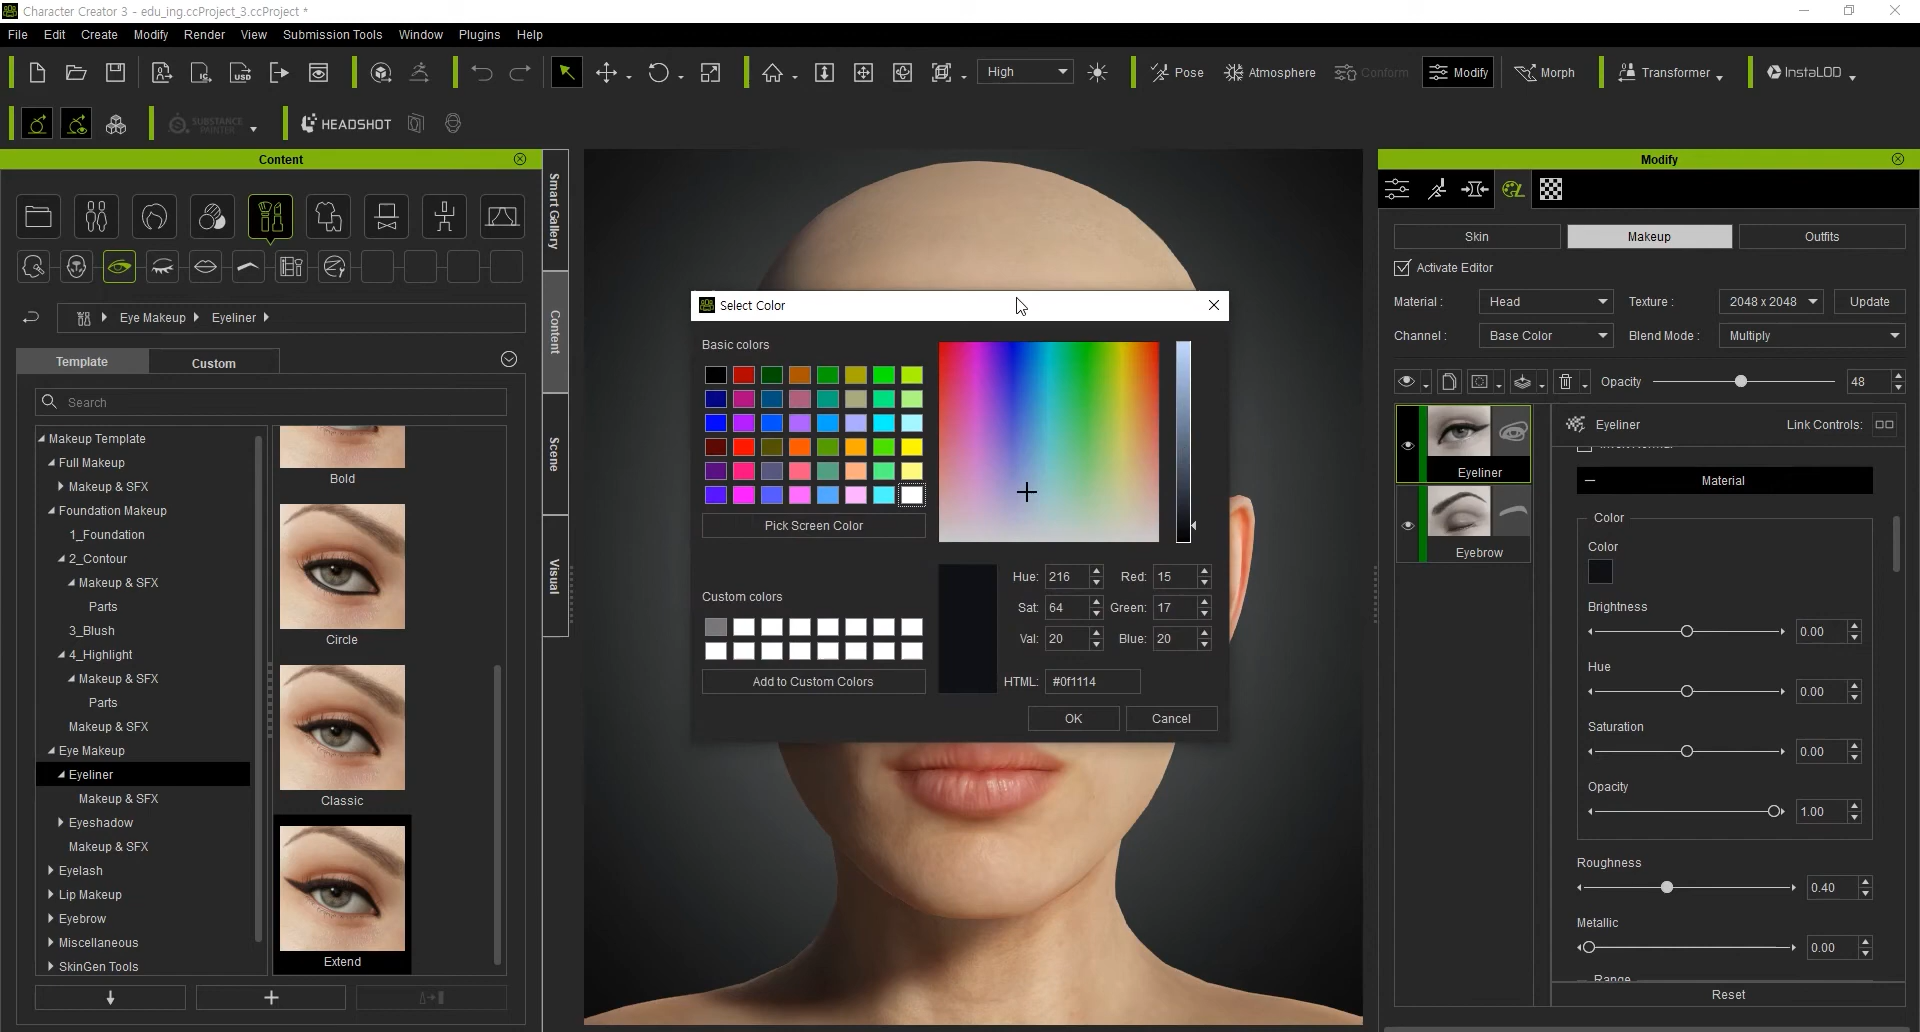 Character Creator 3 - edu_ing.ccProject_3.ccProject *
File Edit Create Modify Render View Submission Tools Window Plugins Help
High Pose Atmosphere Conform Modify Morph Transformer InstaLOD
SUBSTANCE PAINTER HEADSHOT
Content
Smart Gallery
Content
Scene
Visual
Eye Makeup Eyeliner
Template Custom
Search
Makeup Template
Full Makeup
Makeup & SFX
Foundation Makeup
1_Foundation
2_Contour
Makeup & SFX
Parts
3_Blush
4_Highlight
Makeup & SFX
Parts
Makeup & SFX
Eye Makeup
Eyeliner
Makeup & SFX
Eyeshadow
Makeup & SFX
Eyelash
Lip Makeup
Eyebrow
Miscellaneous
SkinGen Tools
Bold
Circle
Classic
Extend
Select Color
Basic colors
Pick Screen Color
Custom colors
Add to Custom Colors
Hue: 216 Red: 15
Sat: 64 Green: 17
Val: 20 Blue: 20
HTML: #0f1114
OK Cancel
Modify
Skin Makeup Outfits
Activate Editor
Material : Head Texture : 2048 x 2048 Update
Channel : Base Color Blend Mode : Multiply
Opacity 48
Eyeliner
Eyebrow
Eyeliner Link Controls:
Material
Color
Color
Brightness
0.00
Hue
0.00
Saturation
0.00
Opacity
1.00
Roughness
0.40
Metallic
0.00
Range
Reset